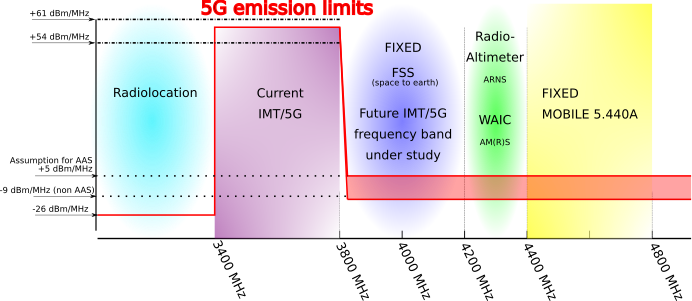 5G emission limits
+61 dBm/MHz
+54 dBm/MHz
Radiolocation
Current
IMT/5G
FIXED
FSS
(space to earth)
Future IMT/5G
frequency band
under study
Radio-
Altimeter
ARNS
WAIC
AM(R)S
FIXED
MOBILE 5.440A
Assumption for AAS
+5 dBm/MHz
-9 dBm/MHz (non AAS)
-26 dBm/MHz
3400 MHz
3800 MHz
4000 MHz
4200 MHz
4400 MHz
4800 MHz